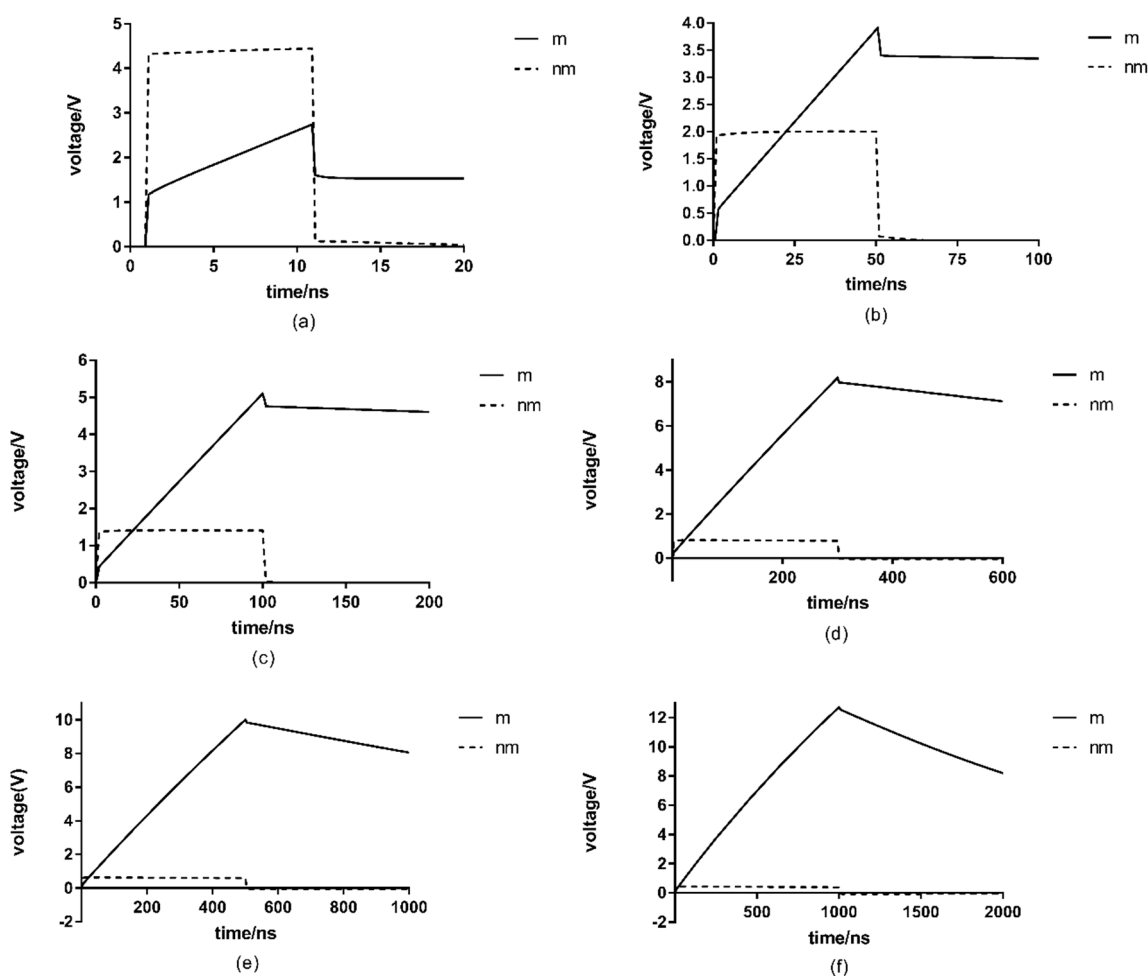 5
4
3
2
1
0
0
5
10
15
20
voltage/V
time/ns
m
nm
(a)
4.0
3.5
3.0
2.5
2.0
1.5
1.0
0.5
0.0
0
25
50
75
100
voltage/V
time/ns
m
nm
(b)
6
5
4
3
2
1
0
0
50
100
150
200
voltage/V
time/ns
m
nm
(c)
8
6
4
2
0
200
400
600
voltage/V
time/ns
m
nm
(d)
10
8
6
4
2
0
-2
200
400
600
800
1000
voltage(V)
time/ns
m
nm
(e)
12
10
8
6
4
2
0
-2
500
1000
1500
2000
voltage/V
time/ns
m
nm
(f)